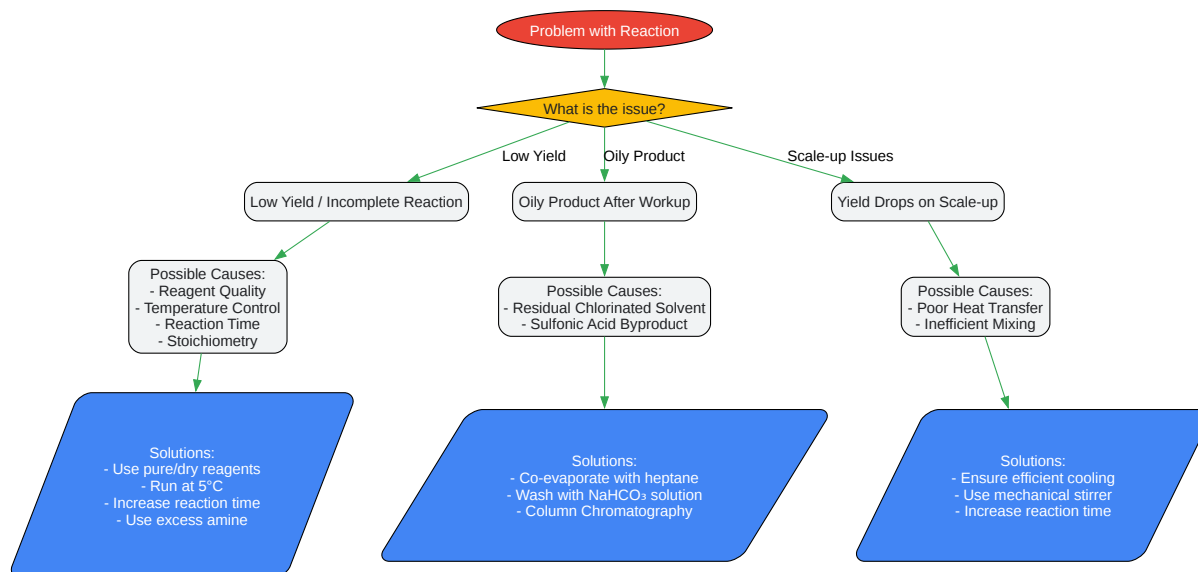 Problem with Reaction
What is the issue?
Low Yield
Oily Product
Scale-up Issues
Low Yield / Incomplete Reaction
Oily Product After Workup
Yield Drops on Scale-up
Possible Causes:
- Reagent Quality
- Temperature Control
- Reaction Time
- Stoichiometry
Possible Causes:
- Residual Chlorinated Solvent
- Sulfonic Acid Byproduct
Possible Causes:
- Poor Heat Transfer
- Inefficient Mixing
Solutions:
- Use pure/dry reagents
- Run at 5°C
- Increase reaction time
- Use excess amine
Solutions:
- Co-evaporate with heptane
- Wash with NaHCO₃ solution
- Column Chromatography
Solutions:
- Ensure efficient cooling
- Use mechanical stirrer
- Increase reaction time